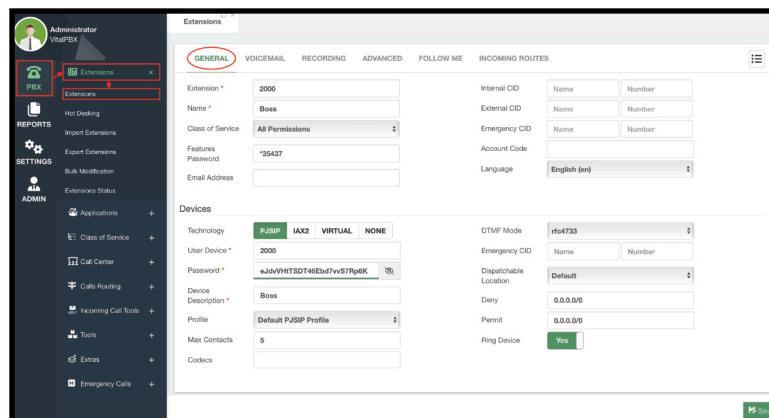 Administrator
VitalPBX
Extensions
PBX
REPORTS
SETTINGS
ADMIN
Extensions ×
Extensions
Hot Desking
Import Extensions
Export Extensions
Bulk Modification
Extensions Status
Applications +
Class of Service +
Call Center +
Calls Routing +
Incoming Call Tools +
Tools +
Extras +
Emergency Calls +
GENERAL VOICEMAIL RECORDING ADVANCED FOLLOW ME INCOMING ROUTES
Extension * 2000
Name * Boss
Class of Service All Permissions
Features
Password *35437
Email Address
Internal CID Name Number
External CID Name Number
Emergency CID Name Number
Account Code
Language English (en)
Devices
Technology PJSIP IAX2 VIRTUAL NONE
User Device * 2000
Password * eJdvVHtTSDT46Ebd7vvS7Rp6K
Device
Description * Boss
Profile Default PJSIP Profile
Max Contacts 5
Codecs
DTMF Mode rfc4733
Emergency CID Name Number
Dispatchable
Location Default
Deny 0.0.0.0/0
Permit 0.0.0.0/0
Ring Device Yes